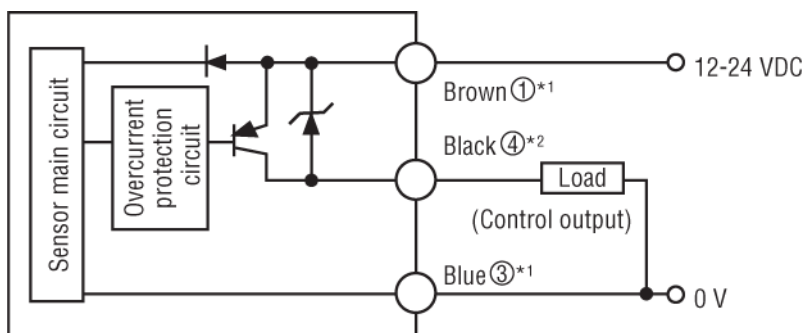 Sensor main circuit
Overcurrent
protection
circuit
12-24 VDC
Brown ①*1
Black ④*2
Load
(Control output)
Blue ③*1
0 V